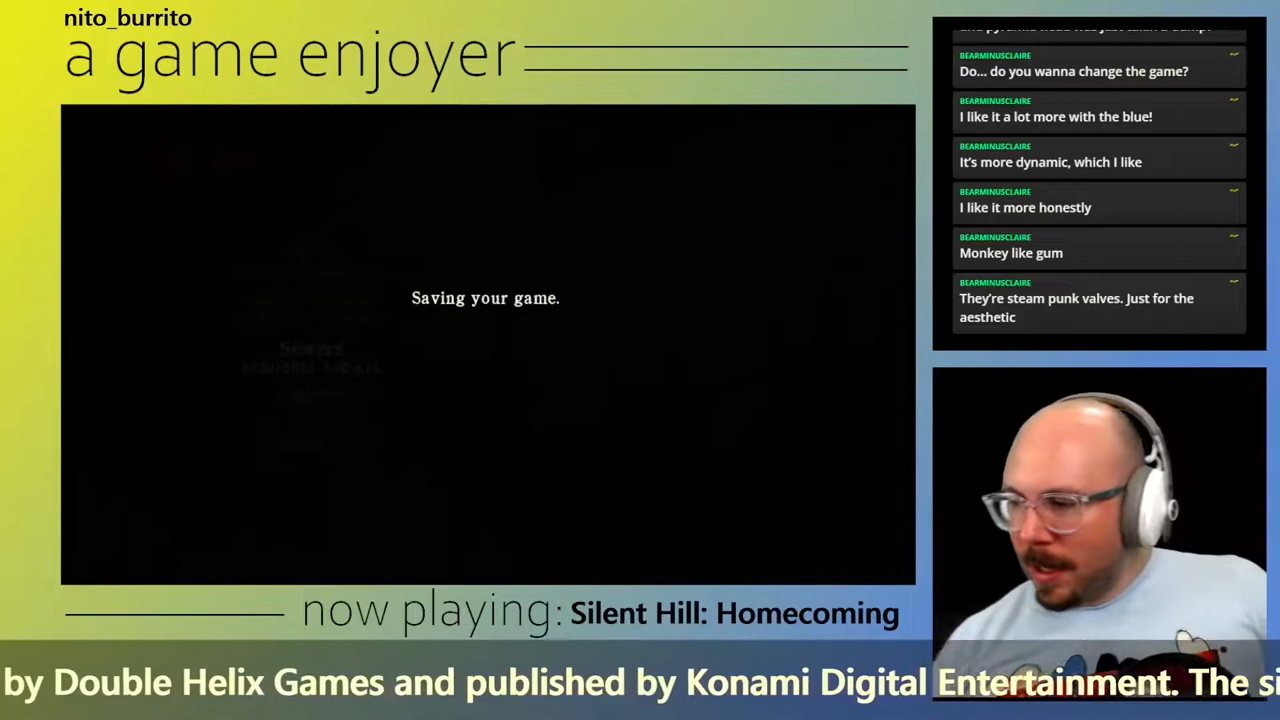 nito_burrito
a game enjoyer
Saving your game.
now playing: Silent Hill: Homecoming
BEARMINUSCLAIRE
Do... do you wanna change the game?
BEARMINUSCLAIRE
I like it a lot more with the blue!
BEARMINUSCLAIRE
It's more dynamic, which I like
BEARMINUSCLAIRE
I like it more honestly
BEARMINUSCLAIRE
Monkey like gum
BEARMINUSCLAIRE
They're steam punk valves. Just for the
aesthetic
by Double Helix Games and published by Konami Digital Entertainment. The si